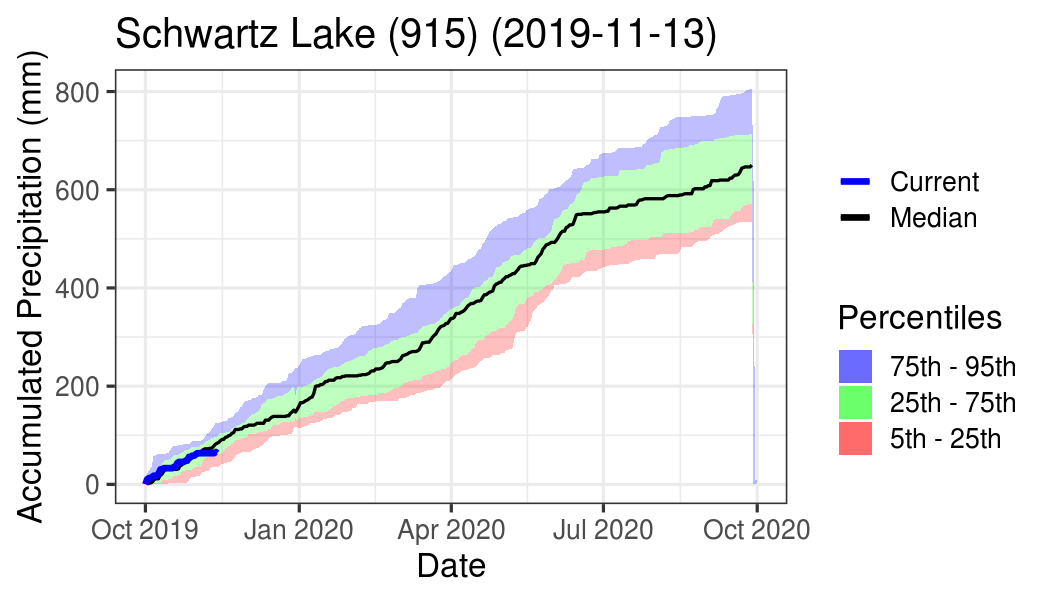 Schwartz Lake (915) (2019-11-13)
Accumulated Precipitation (mm)
800
600
400
200
0
Oct 2019
Jan 2020
Apr 2020
Jul 2020
Oct 2020
Date
Current
Median
Percentiles
75th - 95th
25th - 75th
5th - 25th